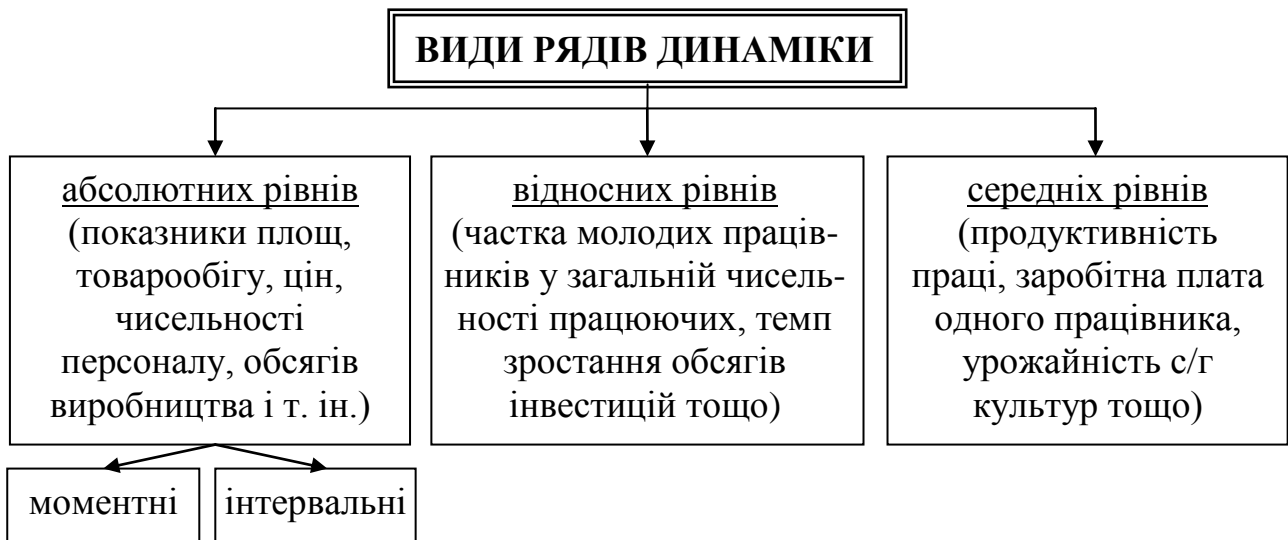 ВИДИ РЯДІВ ДИНАМІКИ
абсолютних рівнів
(показники площ,
товарообігу, цін,
чисельності
персоналу, обсягів
виробництва і т. ін.)
відносних рівнів
(частка молодих праців-
ників у загальній чисель-
ності працюючих, темп
зростання обсягів
інвестицій тощо)
середніх рівнів
(продуктивність
праці, заробітна плата
одного працівника,
урожайність с/г
культур тощо)
моментні
інтервальні